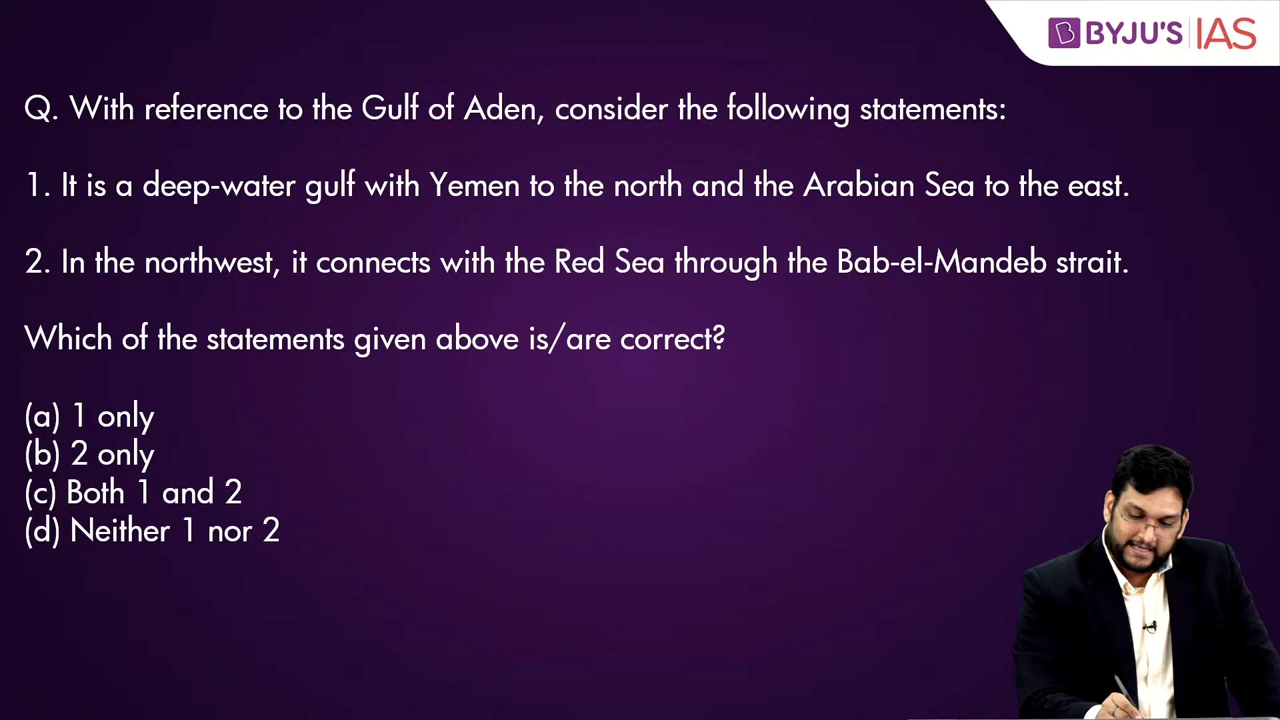 BYJU'S IAS
Q. With reference to the Gulf of Aden, consider the following statements:
1. It is a deep-water gulf with Yemen to the north and the Arabian Sea to the east.
2. In the northwest, it connects with the Red Sea through the Bab-el-Mandeb strait.
Which of the statements given above is/are correct?
(a) 1 only
(b) 2 only
(c) Both 1 and 2
(d) Neither 1 nor 2